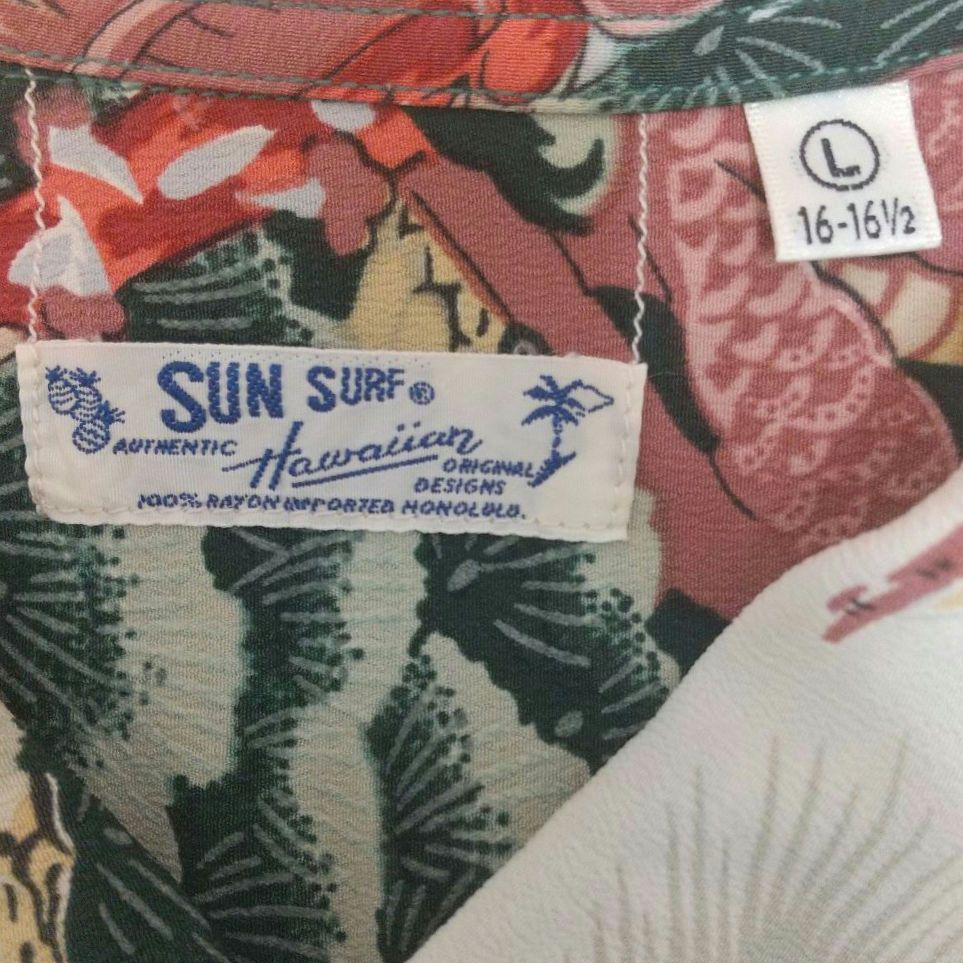 L
16-16½
SUN SURF®
AUTHENTIC Hawaiian ORIGINAL
DESIGNS
100% RAYON IMPORTED HONOLULU.